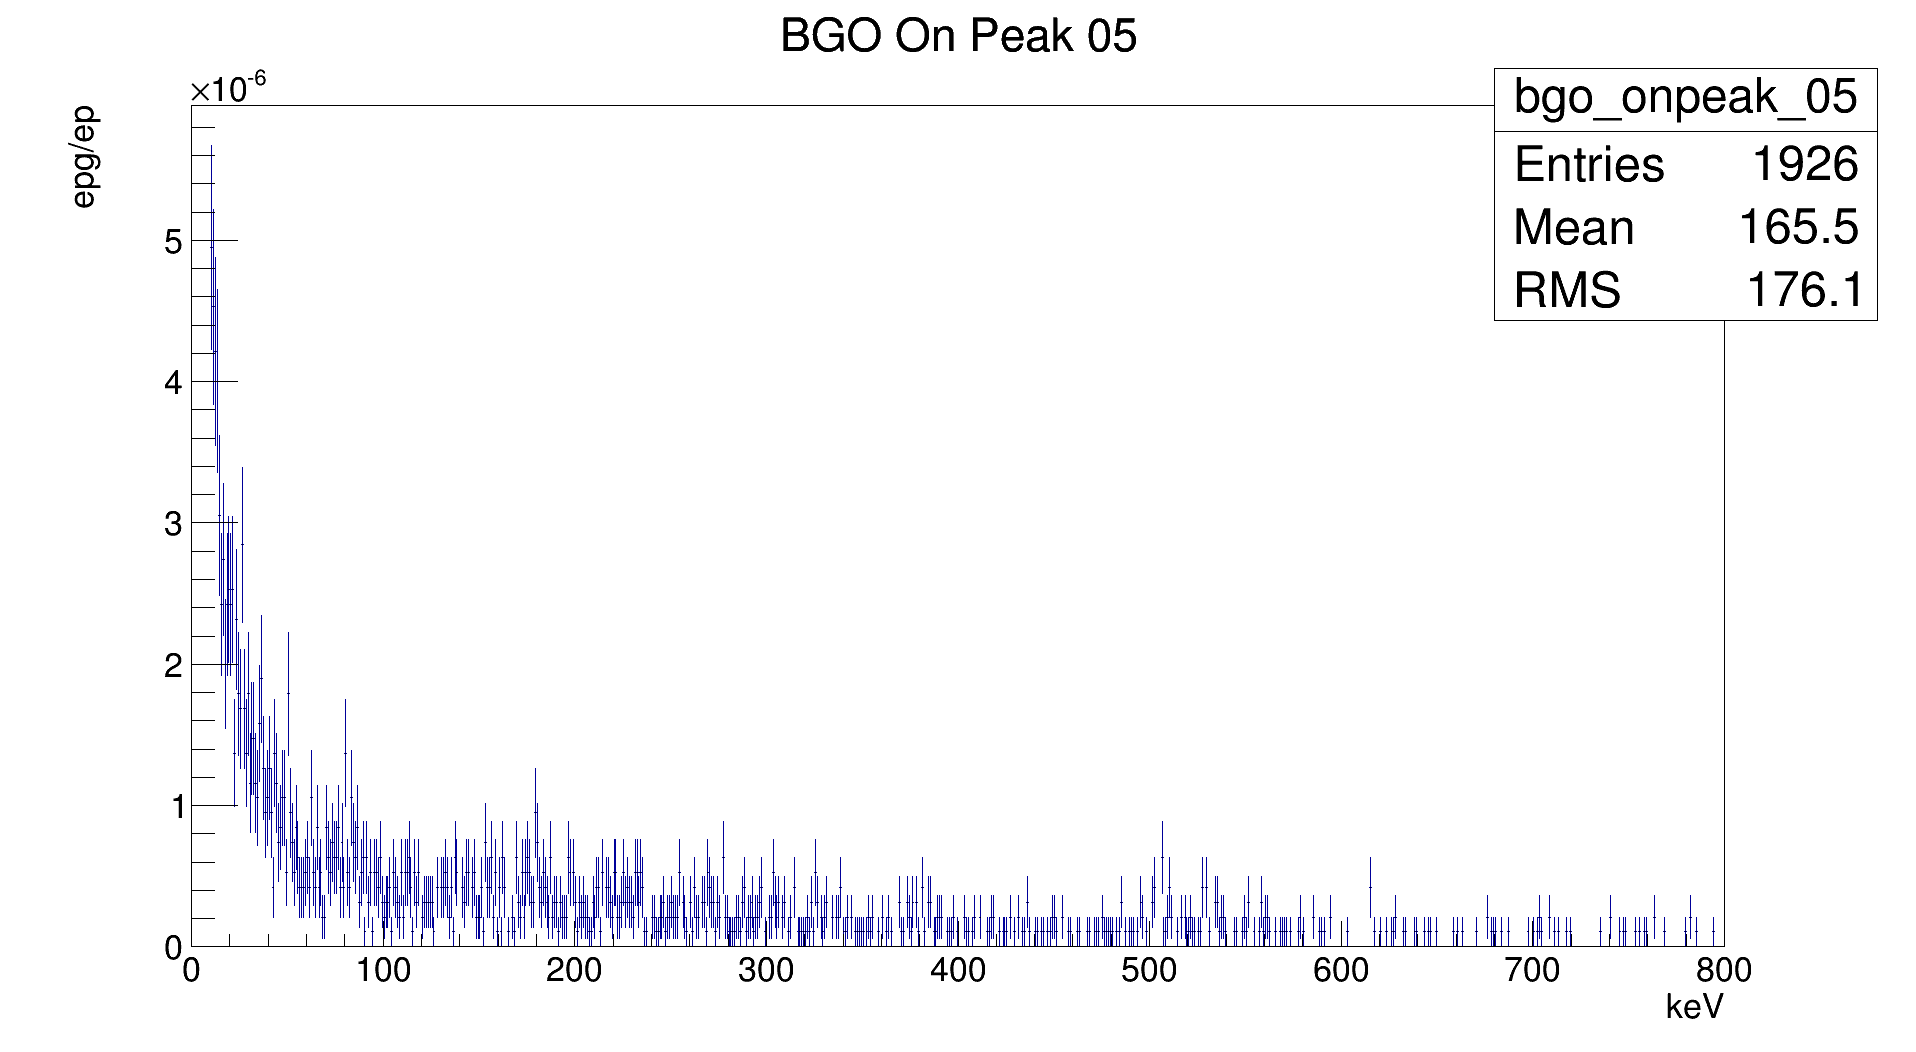 BGO On Peak 05
×10-6
epg/ep
bgo_onpeak_05
Entries 1926
Mean 165.5
RMS 176.1
5
4
3
2
1
0
0 100 200 300 400 500 600 700 800
keV